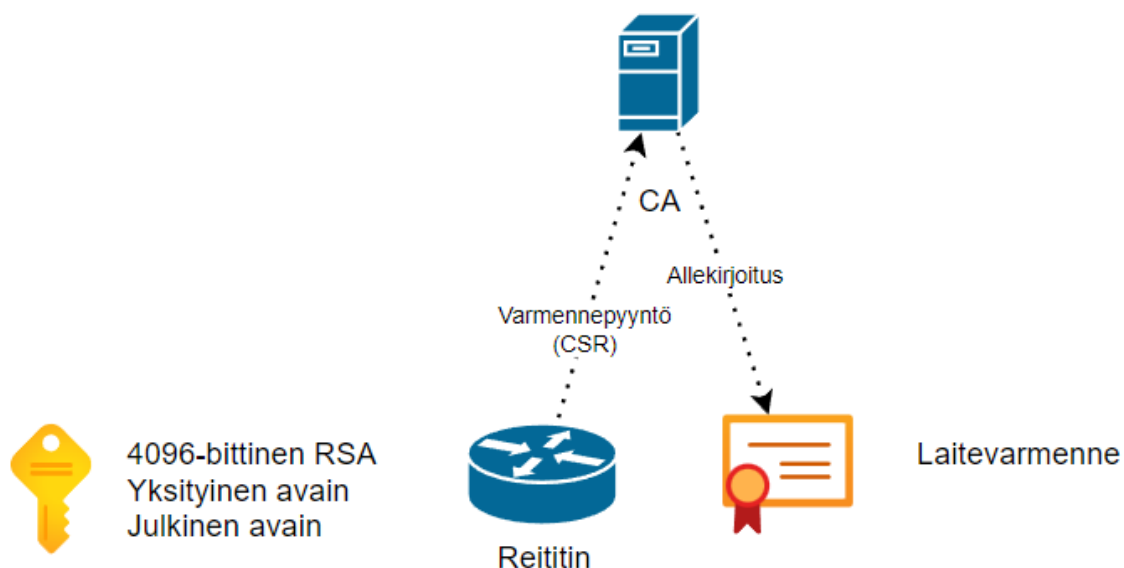 CA
Allekirjoitus
Varmennepyyntö
(CSR)
4096-bittinen RSA
Yksityinen avain
Julkinen avain
Laitevarmenne
Reititin